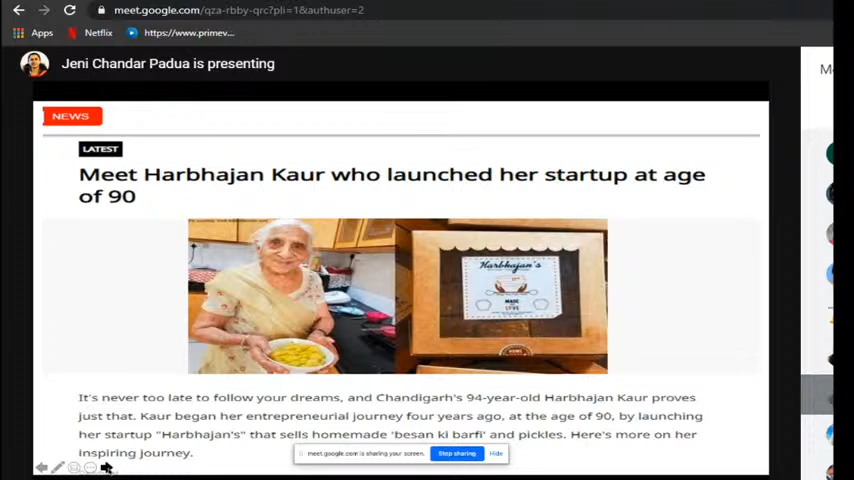 meet.google.com/qza-rbby-qrc?pli=1&authuser=2
Apps Netflix https://www.primev...
Jeni Chandar Padua is presenting
NEWS
LATEST
Meet Harbhajan Kaur who launched her startup at age
of 90
Harbhajan's
MADE
LOVE
It's never too late to follow your dreams, and Chandigarh's 94-year-old Harbhajan Kaur proves
just that. Kaur began her entrepreneurial journey four years ago, at the age of 90, by launching
her startup "Harbhajan's" that sells homemade 'besan ki barfi' and pickles. Here's more on her
inspiring journey.
meet.google.com is sharing your screen. Stop sharing Hide